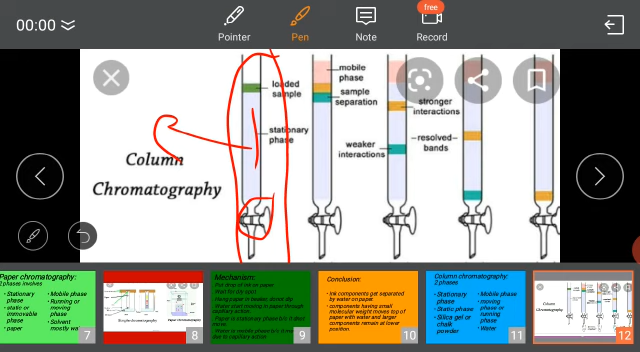 00:00
Pointer
Pen
Note
free
Record
loaded
sample
stationary
phase
mobile
phase
sample
separation
weaker
interactions
stronger
interactions
resolved
bands
Column
Chromatography
Paper chromatography:
2 phases involves
• Stationary phase
• static or immovable phase
• paper
• Mobile phase
• Running or moving phase
• Solvent mostly wat
7
8
Mechanism:
9
Conclusion:
• Ink components get separated by water on paper.
• components having small molecular weight moves top of paper with water and larger components remain at lower position.
10
Column chromatography:
2 phases
• Stationary phase
• Static phase
• Silica gel or chalk powder
• Mobile phase
• moving phase or running phase
• Water
11
Column
Chromatography
12